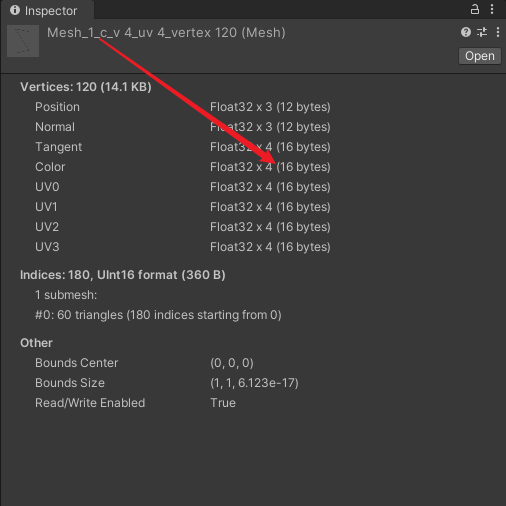 Inspector
Mesh_1_c_v 4_uv 4_vertex 120 (Mesh)
Open
Vertices: 120 (14.1 KB)
Position Float32 x 3 (12 bytes)
Normal Float32 x 3 (12 bytes)
Tangent Float32 x 4 (16 bytes)
Color Float32 x 4 (16 bytes)
UV0 Float32 x 4 (16 bytes)
UV1 Float32 x 4 (16 bytes)
UV2 Float32 x 4 (16 bytes)
UV3 Float32 x 4 (16 bytes)
Indices: 180, UInt16 format (360 B)
1 submesh:
#0: 60 triangles (180 indices starting from 0)
Other
Bounds Center (0, 0, 0)
Bounds Size (1, 1, 6.123e-17)
Read/Write Enabled True